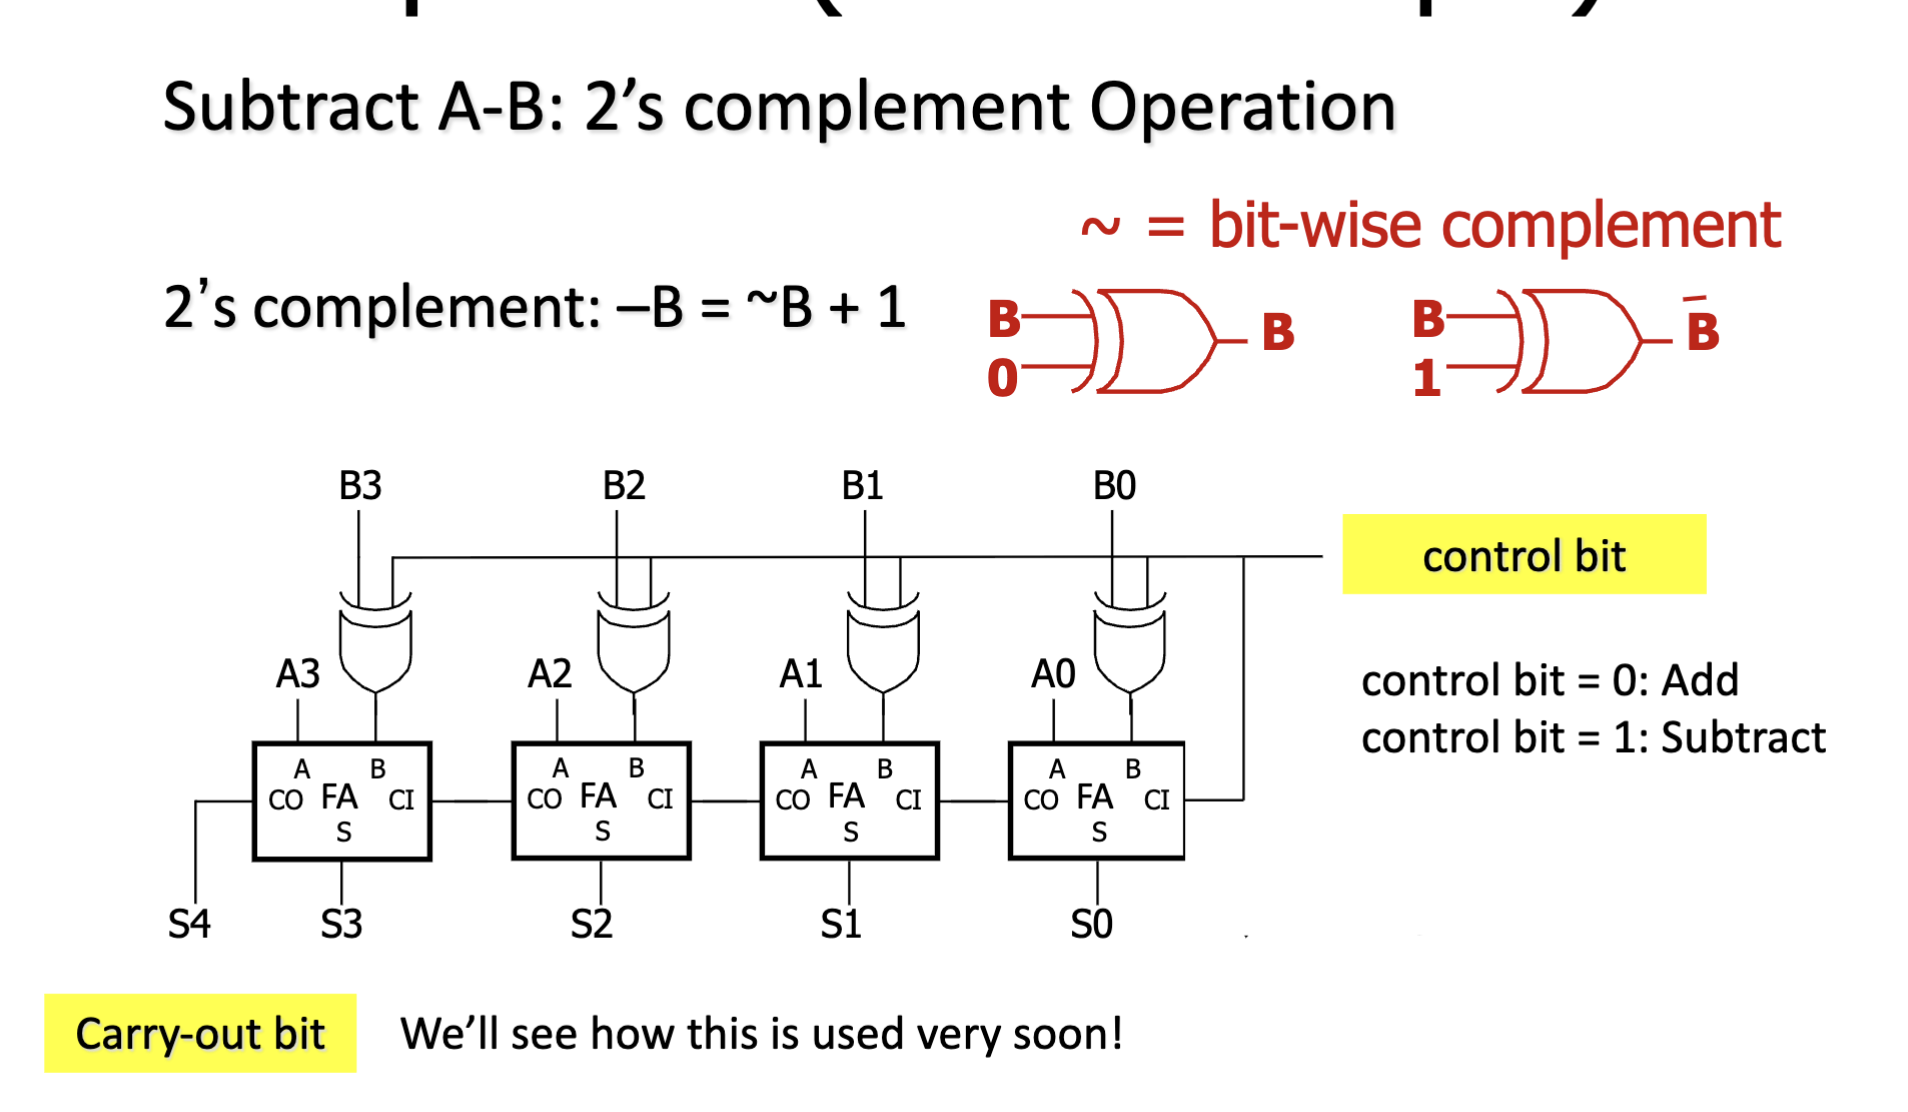 Subtract A-B: 2’s complement Operation
~ = bit-wise complement
2’s complement: –B = ~B + 1
B
0
B
B
1
B̅
B3 B2 B1 B0
control bit
A3 A2 A1 A0
control bit = 0: Add
control bit = 1: Subtract
A B A B A B A B
CO FA CI CO FA CI CO FA CI CO FA CI
S S S S
S4 S3 S2 S1 S0
Carry-out bit We’ll see how this is used very soon!